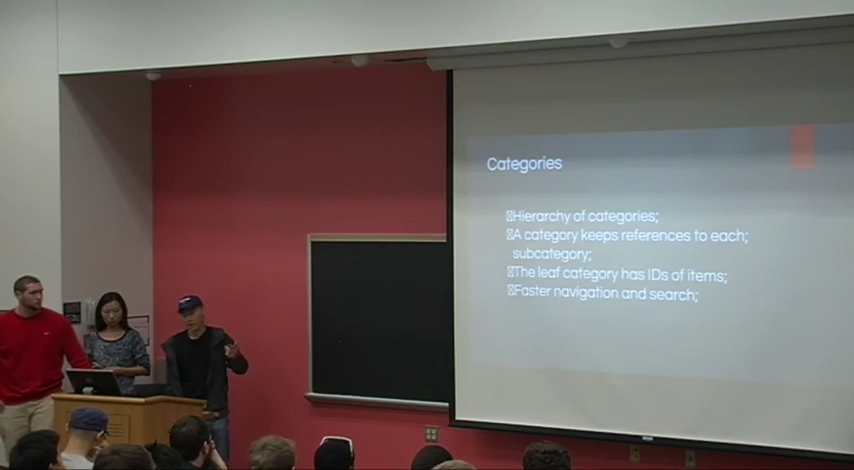 Categories
Hierarchy of categories;
A category keeps references to each;
subcategory;
The leaf category has IDs of items;
Faster navigation and search;